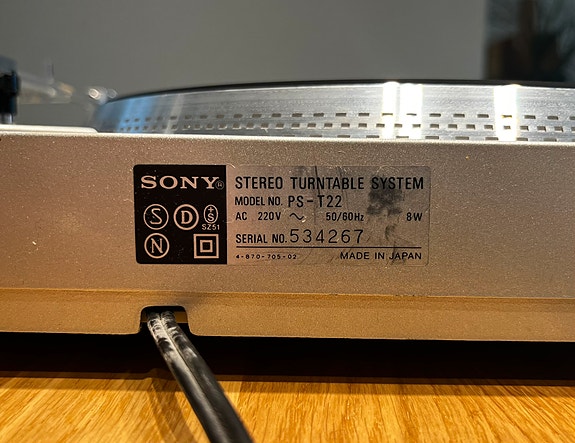 SONY®
STEREO TURNTABLE SYSTEM
MODEL NO. PS-T22
AC 220V ~ 50/60Hz 8W
SERIAL NO. 534267
4-870-705-02 MADE IN JAPAN
S D S
SZ51
N